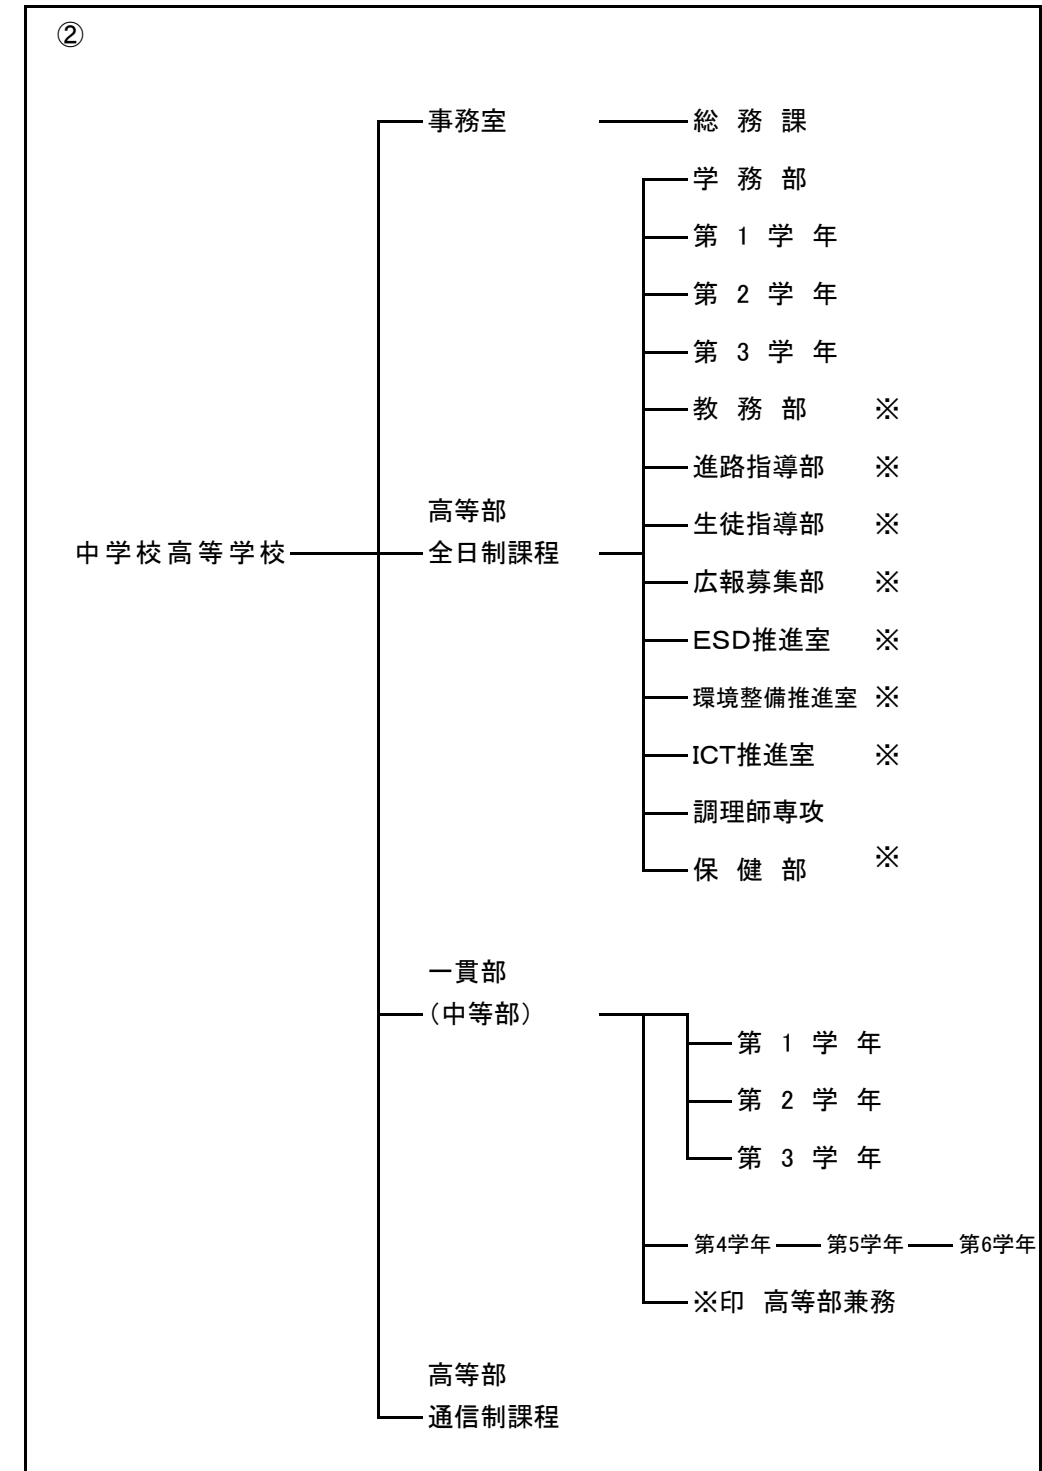 ②
事務室 総務課
学務部
第1学年
第2学年
第3学年
教務部 ※
進路指導部 ※
高等部
生徒指導部 ※
中学校高等学校 全日制課程
広報募集部 ※
ESD推進室 ※
環境整備推進室 ※
ICT推進室 ※
調理師専攻
保健部 ※
一貫部
(中等部)
第1学年
第2学年
第3学年
第4学年 第5学年 第6学年
※印 高等部兼務
高等部
通信制課程